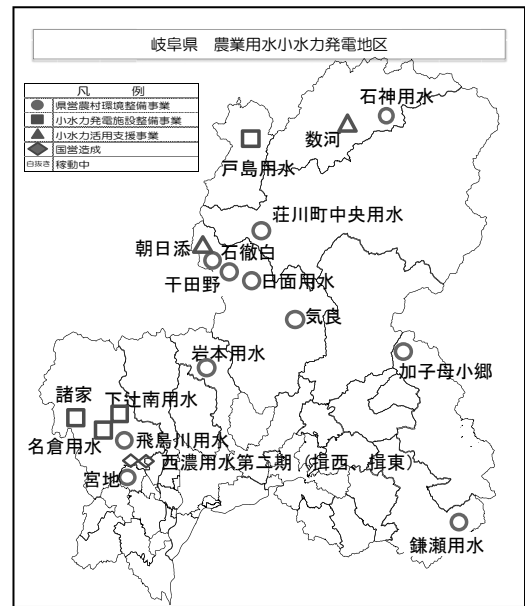 岐阜県　農業用水小水力発電地区
凡　例
県営農村環境整備事業
小水力発電施設整備事業
小水力活用支援事業
国営造成
白抜き 稼動中
石神用水
数河
戸島用水
荘川町中央用水
朝日添
石徹白
干田野
日面用水
気良
岩本用水
加子母小郷
諸家
下辻南用水
名倉用水
飛鳥川用水
西濃用水第二期（揖西、揖東）
宮地
鎌瀬用水